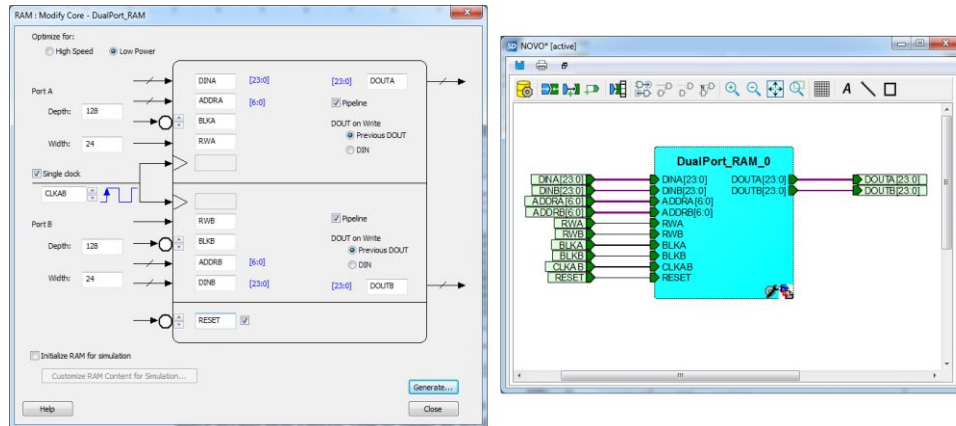 RAM : Modify Core - DualPort_RAM
Optimize for:
High Speed Low Power
Port A
Depth: 128
Width: 24
DINA [23:0] [23:0] DOUTA
ADDRA [6:0] Pipeline
BLKA DOUT on Write
RWA Previous DOUT
DIN
Single clock
CLKAB
Port B
Depth: 128
Width: 24
RWB Pipeline
BLKB DOUT on Write
Previous DOUT
ADDRB [6:0] DIN
DINB [23:0] [23:0] DOUTB
RESET
Initialize RAM for simulation
Customize RAM Content for Simulation...
Generate...
Help Close
SD NOVO* [active]
A
DualPort_RAM_0
DINA[23:0] DINA[23:0] DOUTA[23:0] DOUTA[23:0]
DINB[23:0] DINB[23:0] DOUTB[23:0] DOUTB[23:0]
ADDRA[6:0] ADDRA[6:0]
ADDRB[6:0] ADDRB[6:0]
RWA RWA
RWB RWB
BLKA BLKA
BLKB BLKB
CLKAB CLKAB
RESET RESET